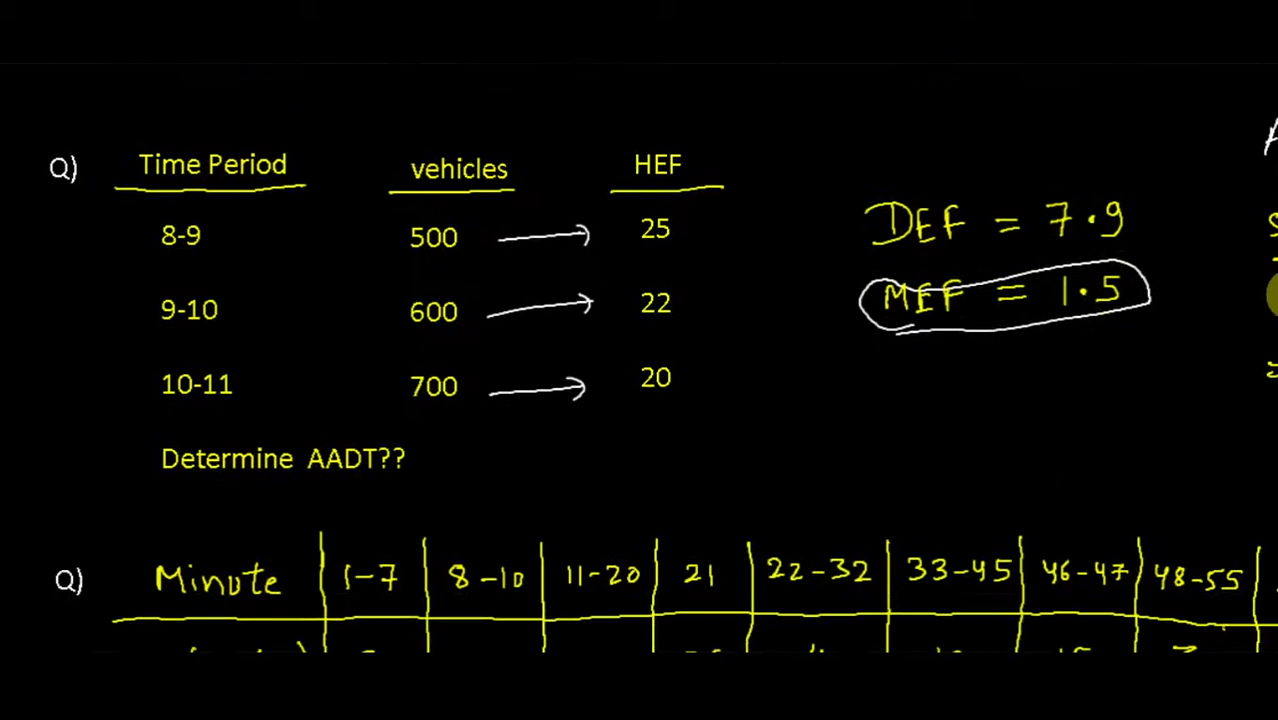 Q) Time Period vehicles HEF
8-9 500 25
DEF = 7.9
9-10 600 22
MEF = 1.5
10-11 700 20
Determine AADT??
Q) Minute 1-7 8-10 11-20 21 22-32 33-45 46-47 48-55